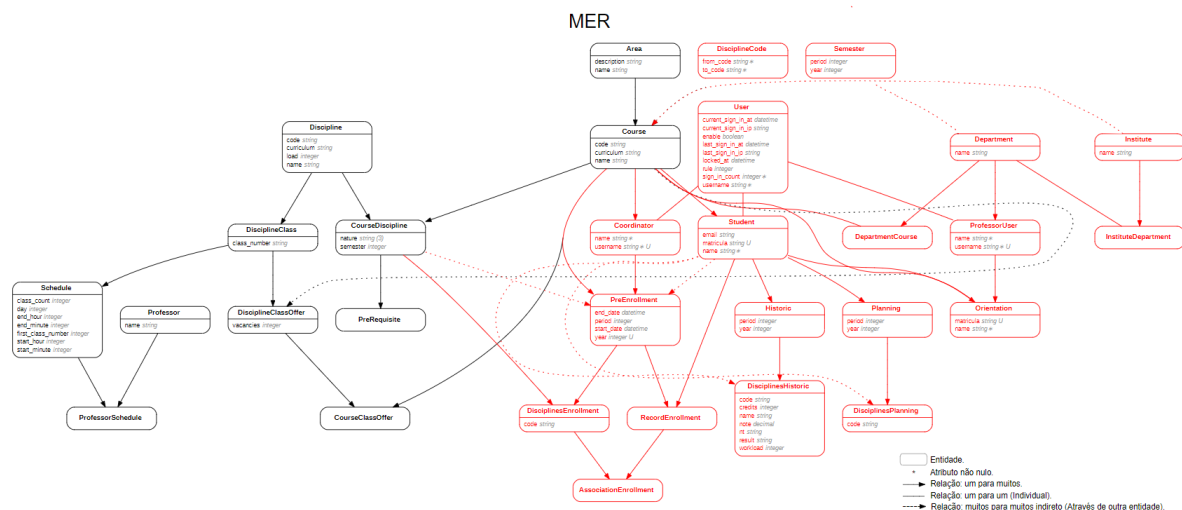 MER
Area
description string
name string
DisciplineCode
from_code string *
to_code string *
Semester
period integer
year integer
User
current_sign_in_at datetime
current_sign_in_ip string
enable boolean
last_sign_in_at datetime
last_sign_in_ip string
locked_at datetime
rule integer
sign_in_count integer *
username string *
Discipline
code string
curriculum string
load integer
name string
Course
code string
curriculum string
name string
Department
name string
Institute
name string
DisciplineClass
class_number string
CourseDiscipline
nature string (3)
semester integer
Coordinator
name string *
username string * U
Student
email string
matricula string U
name string *
DepartmentCourse
ProfessorUser
name string *
username string * U
InstituteDepartment
Schedule
class_count integer
day integer
end_hour integer
end_minute integer
first_class_number integer
start_hour integer
start_minute integer
Professor
name string
DisciplineClassOffer
vacancies integer
PreRequisite
PreEnrollment
end_date datetime
period integer
start_date datetime
year integer U
Historic
period integer
year integer
Planning
period integer
year integer
Orientation
matricula string U
name string *
ProfessorSchedule
CourseClassOffer
DisciplinesEnrollment
code string
RecordEnrollment
DisciplinesHistoric
code string
credits integer
name string
note decimal
nt string
result string
workload integer
DisciplinesPlanning
code string
AssociationEnrollment
Entidade.
* Atributo não nulo.
Relação: um para muitos.
Relação: um para um (Individual).
Relação: muitos para muitos indireto (Através de outra entidade).